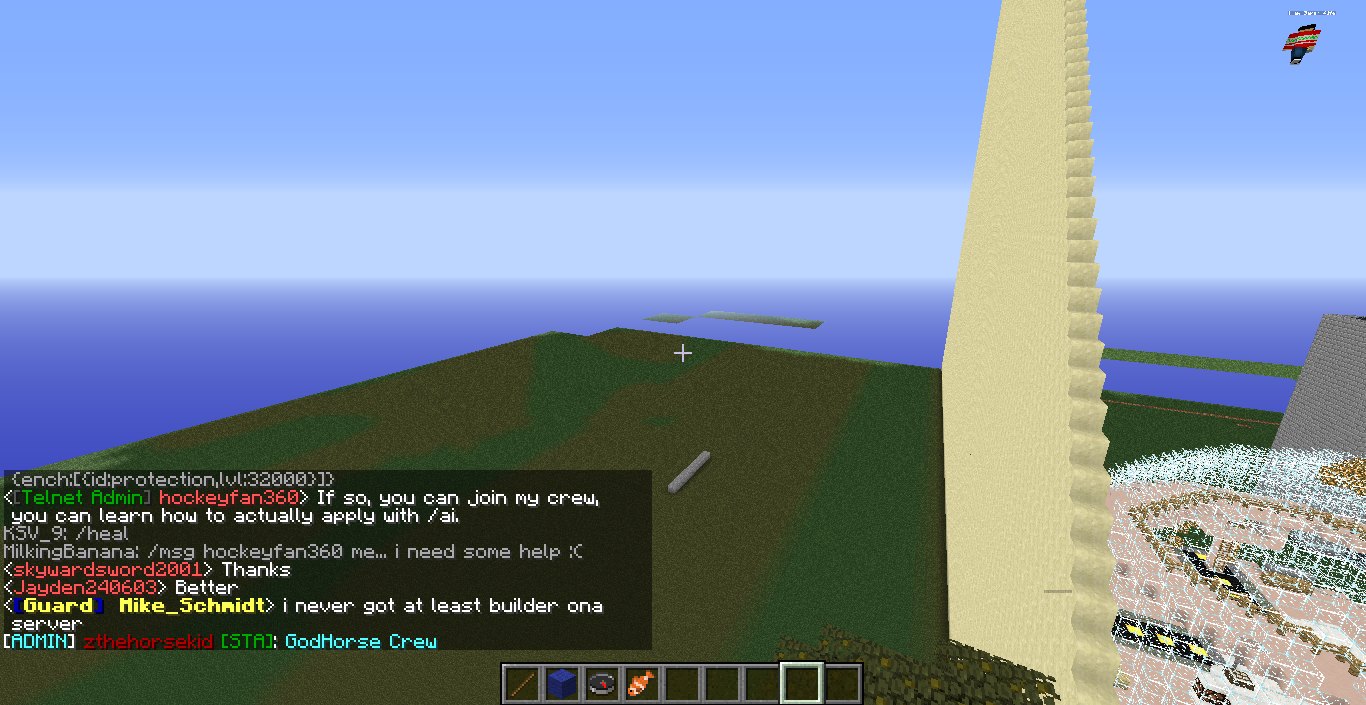 {ench:[{id:protection,lvl:32000}]}
<[Telnet Admin] hockeyfan360> If so, you can join my crew,
you can learn how to actually apply with /ai.
KSV_9: /heal
MilkingBanana: /msg hockeyfan360 me... i need some help :C
<skywardsword2001> Thanks
<Jayden240603> Better
<[Guard] Mike_Schmidt> i never got at least builder ona
server
[ADMIN] zthehorsekid [STA]: GodHorse Crew